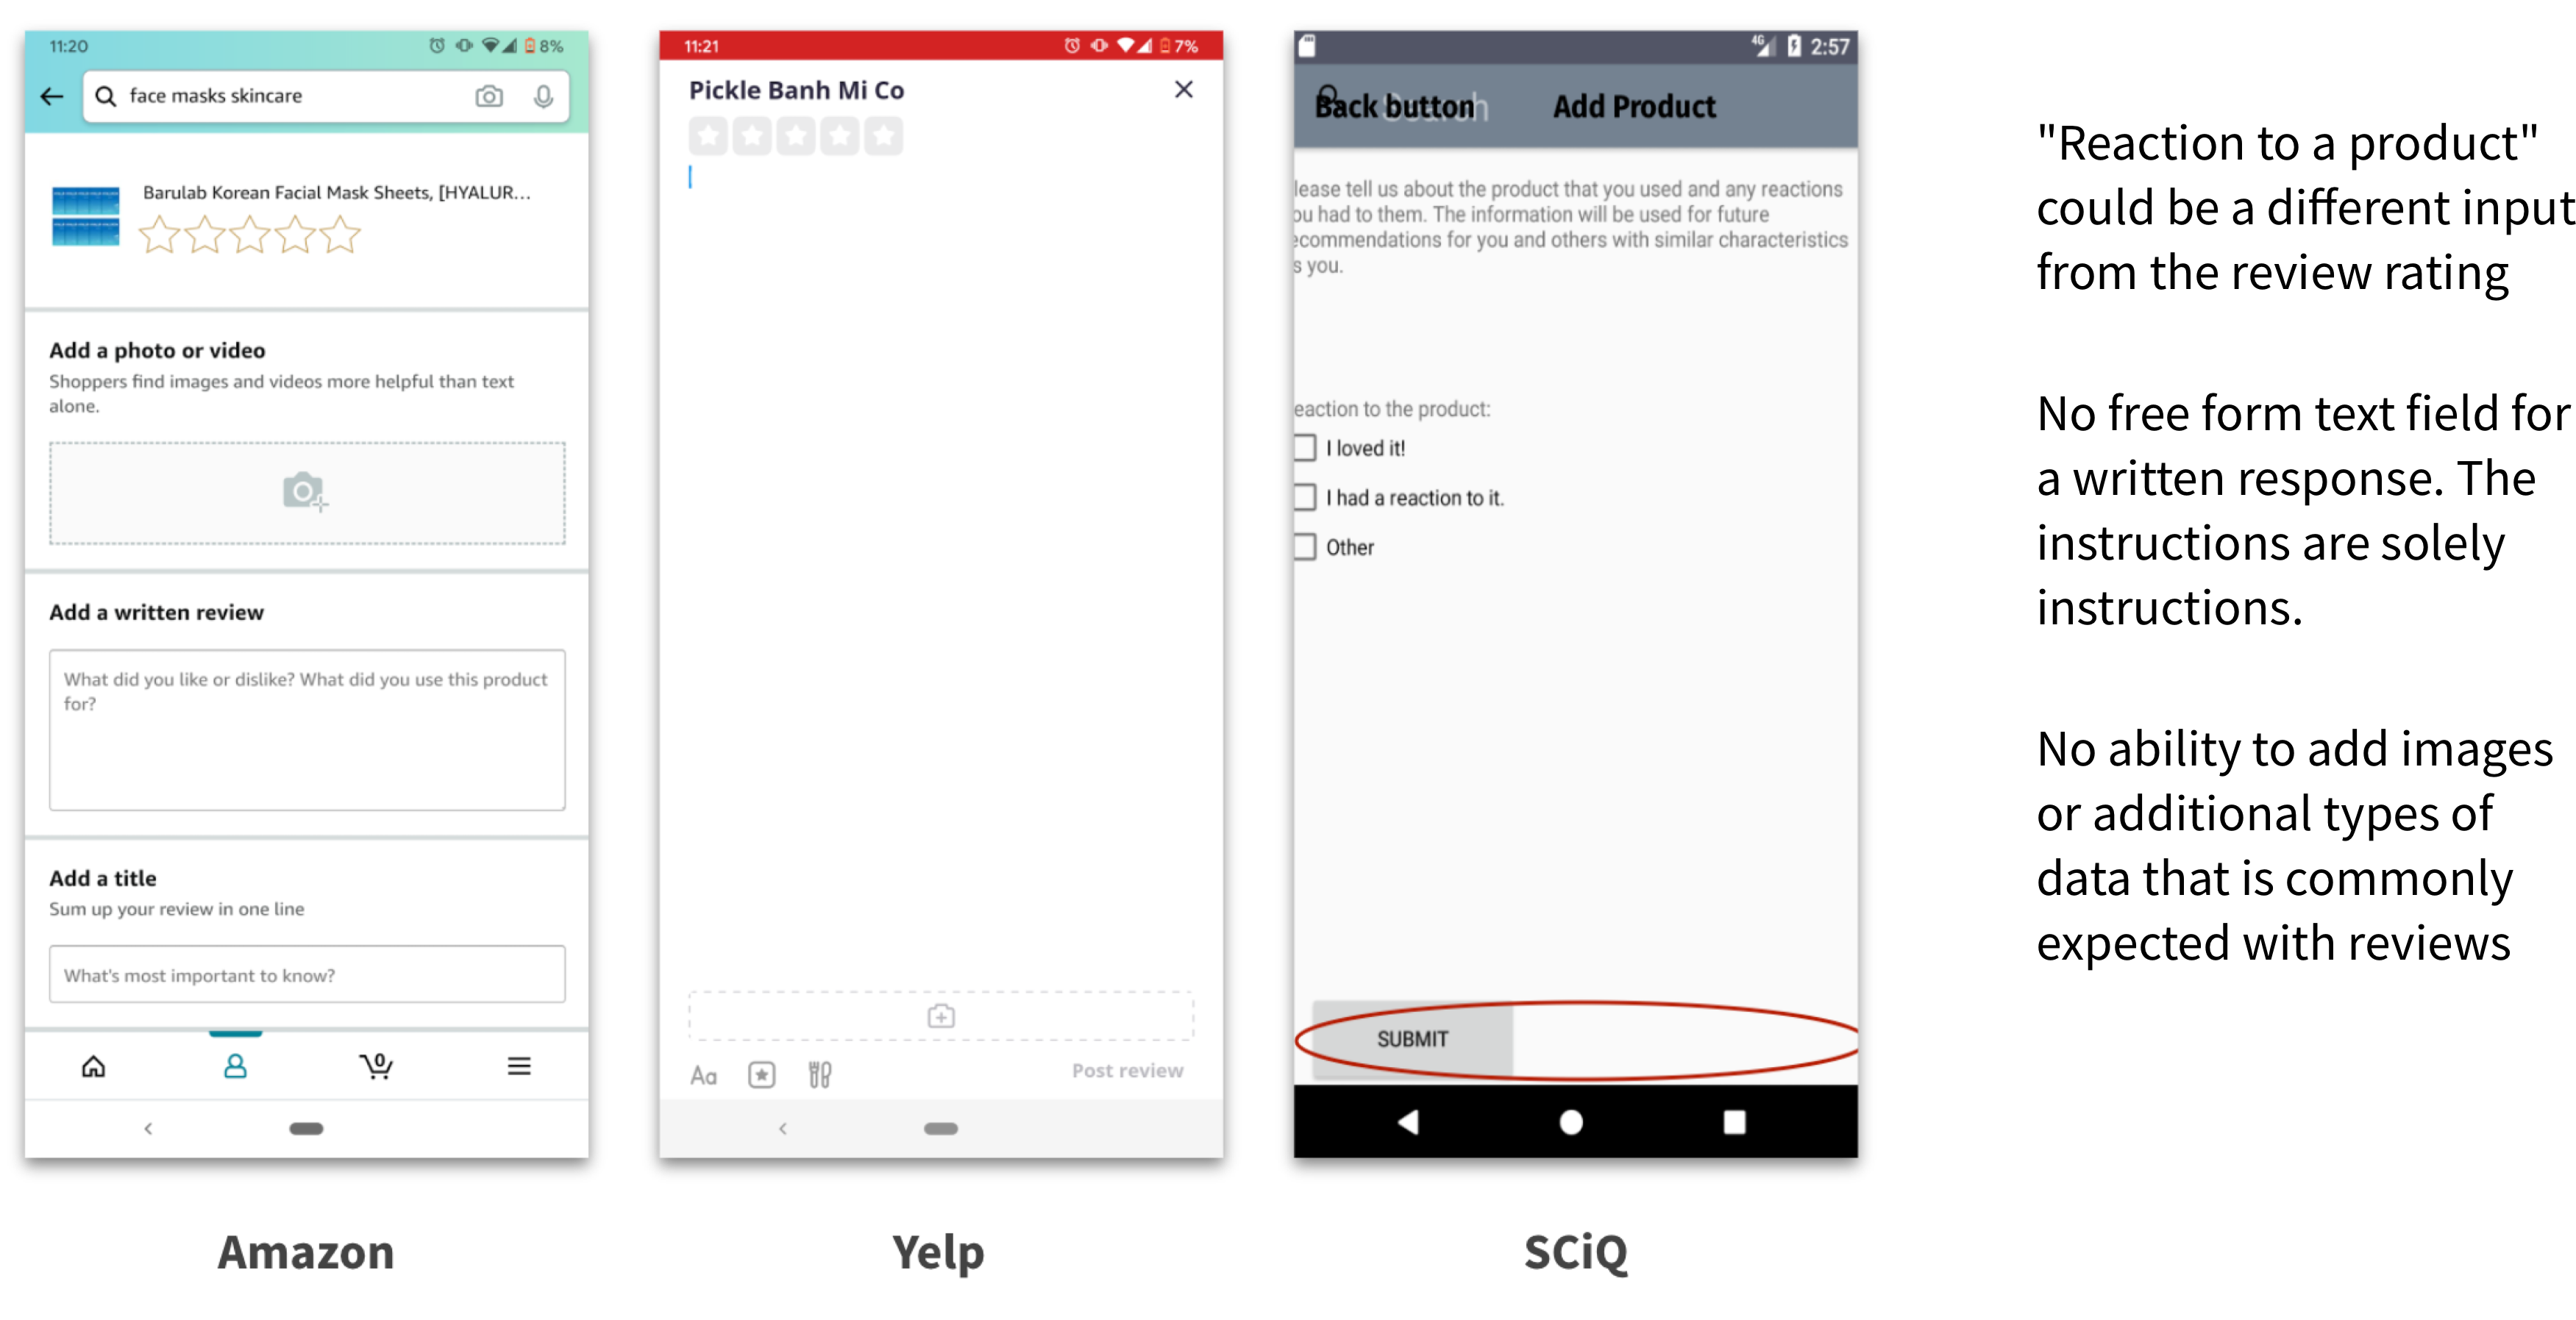 11:20
8%
face masks skincare
Barulab Korean Facial Mask Sheets, [HYALUR...
Add a photo or video
Shoppers find images and videos more helpful than text
alone.
Add a written review
What did you like or dislike? What did you use this product
for?
Add a title
Sum up your review in one line
What's most important to know?
0
Amazon
11:21
7%
Pickle Banh Mi Co
Aa
Post review
Yelp
4G
2:57
Back button
Search
Add Product
lease tell us about the product that you used and any reactions
ou had to them. The information will be used for future
ecommendations for you and others with similar characteristics
s you.
eaction to the product:
I loved it!
I had a reaction to it.
Other
SUBMIT
SCiQ
"Reaction to a product"
could be a different input
from the review rating
No free form text field for
a written response. The
instructions are solely
instructions.
No ability to add images
or additional types of
data that is commonly
expected with reviews